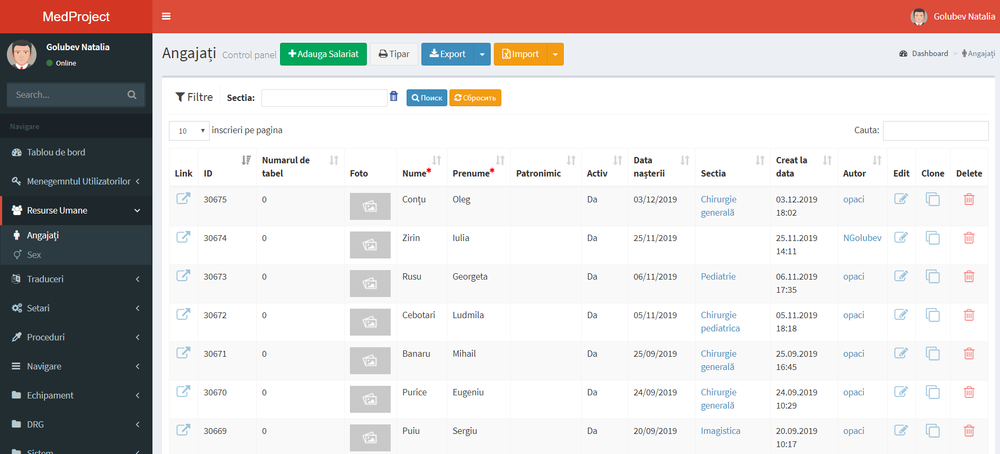 MedProject
Golubev Natalia
Golubev Natalia
Online
Search...
Navigare
Tablou de bord
Menegemntul Utilizatorilor
Resurse Umane
Angajați
Sex
Traduceri
Setari
Proceduri
Navigare
Echipament
DRG
Sistem
Angajați Control panel Adauga Salariat Tipar Export Import
Dashboard > Angajați
Filtre Sectia: Поиск Сбросить
10 inscrieri pe pagina Cauta:
Link ID Numarul de tabel Foto Nume* Prenume* Patronimic Activ Data nașterii Sectia Creat la data Autor Edit Clone Delete
30675 0 Conțu Oleg Da 03/12/2019 Chirurgie 03.12.2019 opaci
generală 18:02
30674 0 Zirin Iulia Da 25/11/2019 25.11.2019 NGolubev
14:11
30673 0 Rusu Georgeta Da 06/11/2019 Pediatrie 06.11.2019 opaci
17:35
30672 0 Cebotari Ludmila Da 05/11/2019 Chirurgie 05.11.2019 opaci
pediatrica 18:18
30671 0 Banaru Mihail Da 25/09/2019 Chirurgie 25.09.2019 opaci
generală 16:45
30670 0 Purice Eugeniu Da 24/09/2019 Chirurgie 24.09.2019 opaci
generală 10:29
30669 0 Puiu Sergiu Da 20/09/2019 Imagistica 20.09.2019 opaci
10:17